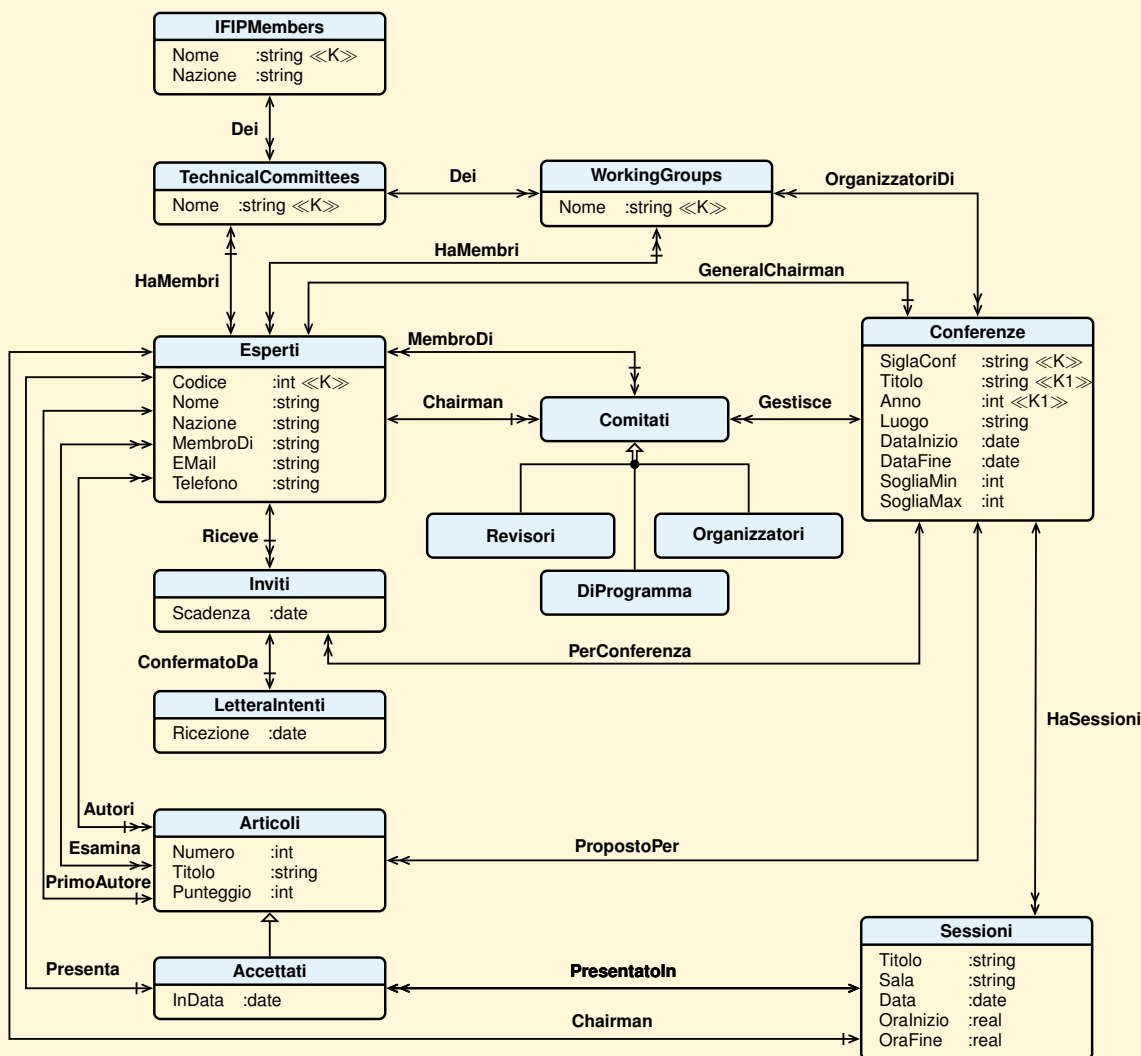 IFIPMembers
Nome :string ≪K≫
Nazione :string
Dei
TechnicalCommittees
Nome :string ≪K≫
Dei
WorkingGroups
Nome :string ≪K≫
OrganizzatoriDi
HaMembri
HaMembri
GeneralChairman
Esperti
Codice :int ≪K≫
Nome :string
Nazione :string
MembroDi :string
EMail :string
Telefono :string
MembroDi
Chairman
Comitati
Gestisce
Conferenze
SiglaConf :string ≪K≫
Titolo :string ≪K1≫
Anno :int ≪K1≫
Luogo :string
DataInizio :date
DataFine :date
SogliaMin :int
SogliaMax :int
Revisori
Organizzatori
DiProgramma
Riceve
Inviti
Scadenza :date
PerConferenza
ConfermatoDa
LetteraIntenti
Ricezione :date
HaSessioni
Autori
Esamina
PrimoAutore
Articoli
Numero :int
Titolo :string
Punteggio :int
PropostoPer
Presenta
Accettati
InData :date
PresentatoIn
Chairman
Sessioni
Titolo :string
Sala :string
Data :date
OraInizio :real
OraFine :real